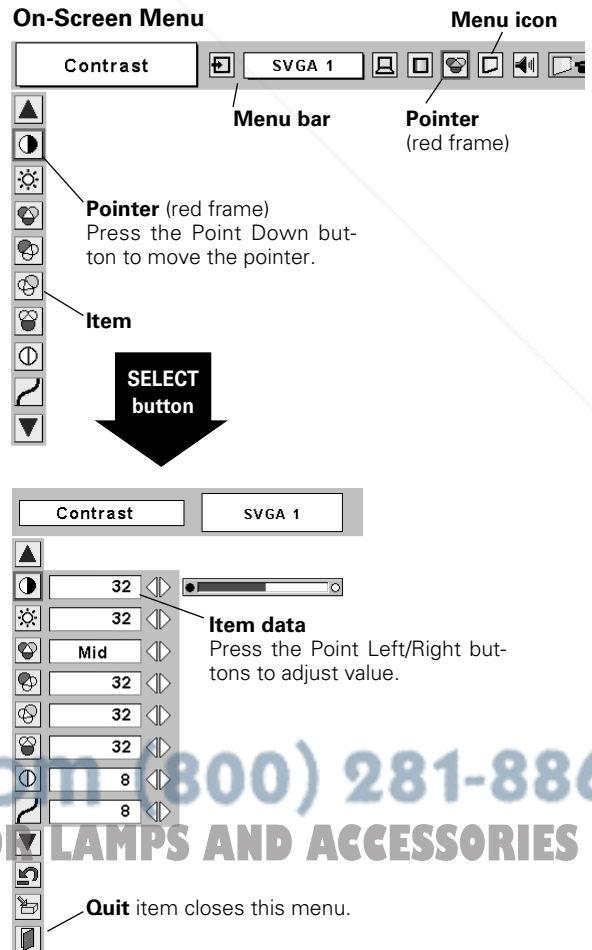 On-Screen Menu
Menu icon
Contrast
SVGA 1
Menu bar
Pointer
(red frame)
Pointer (red frame)
Press the Point Down but-
ton to move the pointer.
Item
SELECT
button
Contrast
SVGA 1
32
32
Item data
Mid
Press the Point Left/Right but-
tons to adjust value.
32
32
32
8
8
(800) 281-886
LAMPS AND ACCESSORIES
Quit item closes this menu.